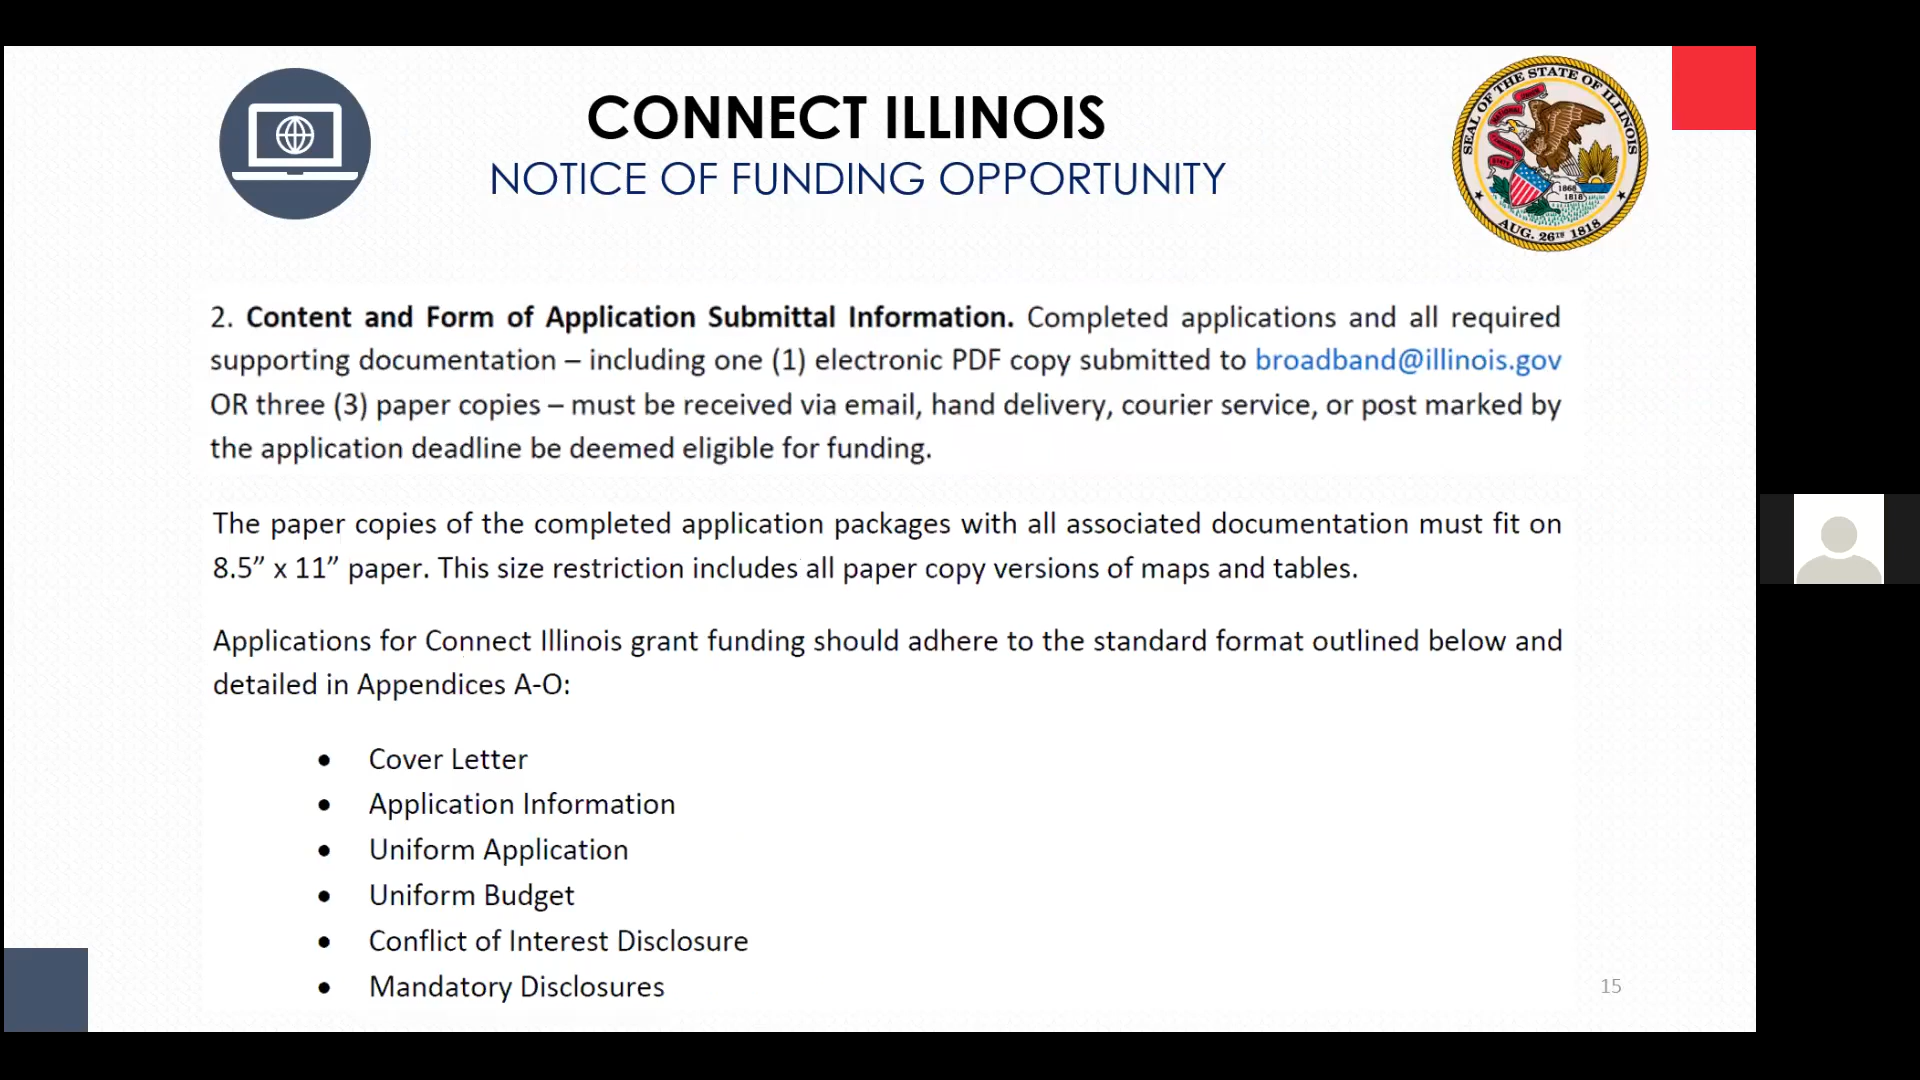 CONNECT ILLINOIS
NOTICE OF FUNDING OPPORTUNITY
SEAL OF THE STATE OF ILLINOIS
1868
1818
AUG. 26TH 1818
2. Content and Form of Application Submittal Information. Completed applications and all required
supporting documentation – including one (1) electronic PDF copy submitted to broadband@illinois.gov
OR three (3) paper copies – must be received via email, hand delivery, courier service, or post marked by
the application deadline be deemed eligible for funding.
The paper copies of the completed application packages with all associated documentation must fit on
8.5” x 11” paper. This size restriction includes all paper copy versions of maps and tables.
Applications for Connect Illinois grant funding should adhere to the standard format outlined below and
detailed in Appendices A-O:
• Cover Letter
• Application Information
• Uniform Application
• Uniform Budget
• Conflict of Interest Disclosure
• Mandatory Disclosures
15